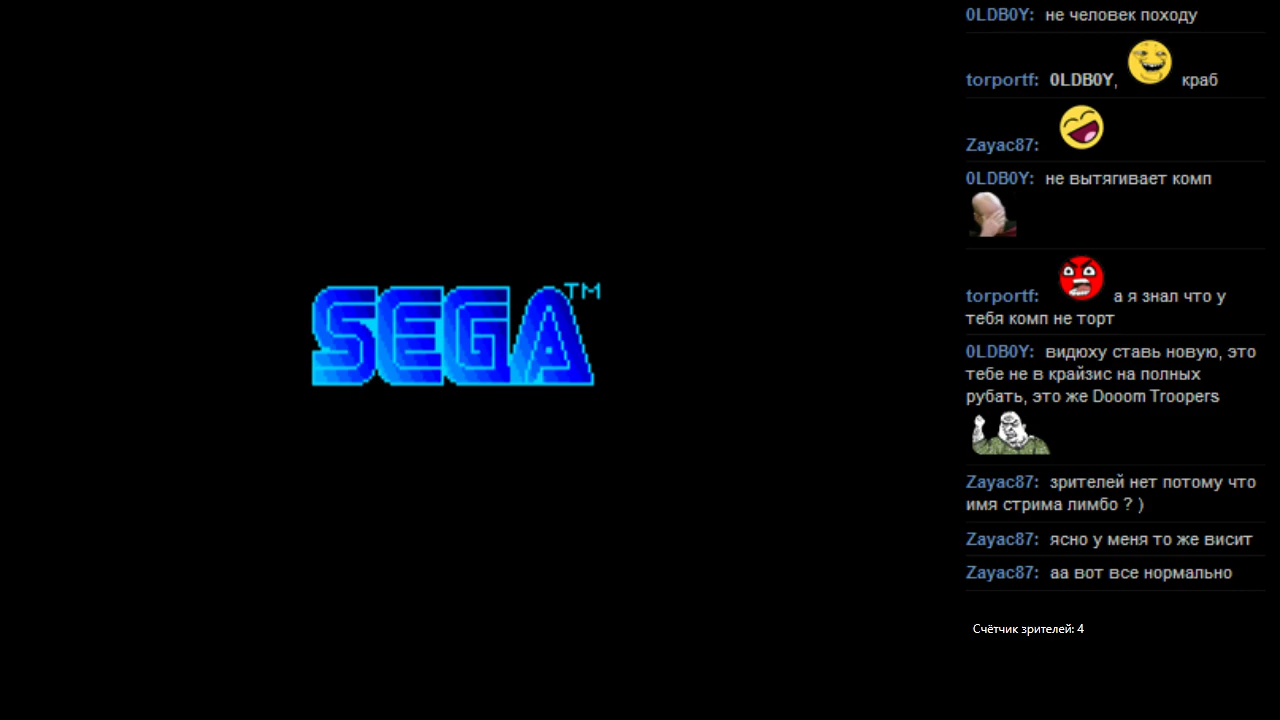 SEGA™
0LDB0Y: не человек походу
torportf: 0LDB0Y, краб
Zayac87:
0LDB0Y: не вытягивает комп
torportf: а я знал что у
тебя комп не торт
0LDB0Y: видюху ставь новую, это
тебе не в крайзис на полных
рубать, это же Dooom Troopers
Zayac87: зрителей нет потому что
имя стрима лимбо ? )
Zayac87: ясно у меня то же висит
Zayac87: аа вот все нормально
Счётчик зрителей: 4